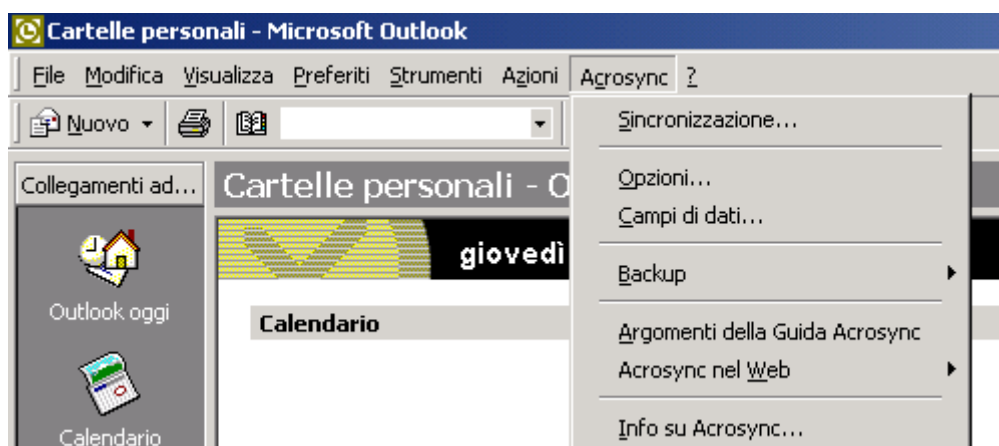 Cartelle personali - Microsoft Outlook
File Modifica Visualizza Preferiti Strumenti Azioni Acrosync ?
Nuovo
Sincronizzazione...
Opzioni...
Campi di dati...
Backup
Argomenti della Guida Acrosync
Acrosync nel Web
Info su Acrosync...
Collegamenti ad...
Outlook oggi
Calendario
Cartelle personali - O
giovedì
Calendario